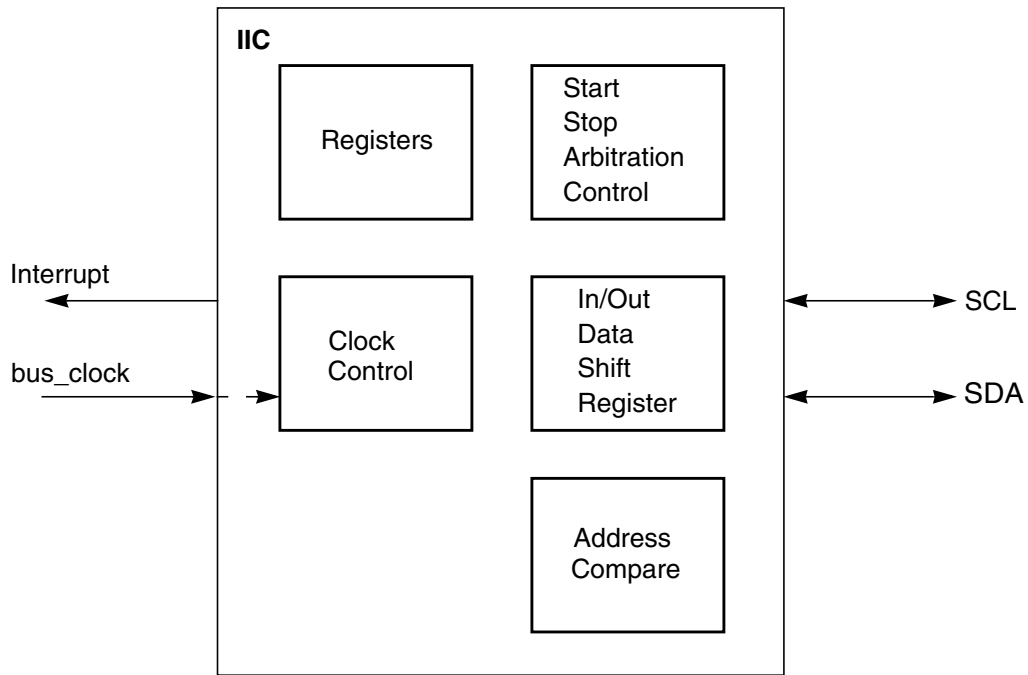 IIC
Registers
Start
Stop
Arbitration
Control
Interrupt
bus_clock
Clock
Control
In/Out
Data
Shift
Register
SCL
SDA
Address
Compare